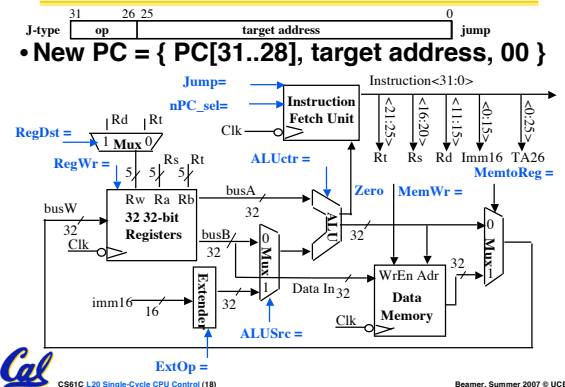 31 26 25 0
J-type op target address jump
• New PC = { PC[31..28], target address, 00 }
Jump= Instruction<31:0>
nPC_sel= Instruction Fetch Unit
<21:25> <16:20> <11:15> <0:15> <0:25>
Rd Rt
RegDst = 1 Mux 0
Clk
Rt Rs Rd Imm16 TA26
RegWr = Rs Rt
ALUctr =
5 5 5
busA
Zero MemWr = MemtoReg =
Rw Ra Rb
busW 32 32
32 32-bit Registers
ALU
busB
0 32 0
Clk 32
Mux Mux
WrEn Adr 32
Extender
1 Data In 32 1
imm16 32
16
Data Memory
Clk
ALUSrc =
ExtOp =
Cal
CS61C L20 Single-Cycle CPU Control (18)
Beamer, Summer 2007 © UCB